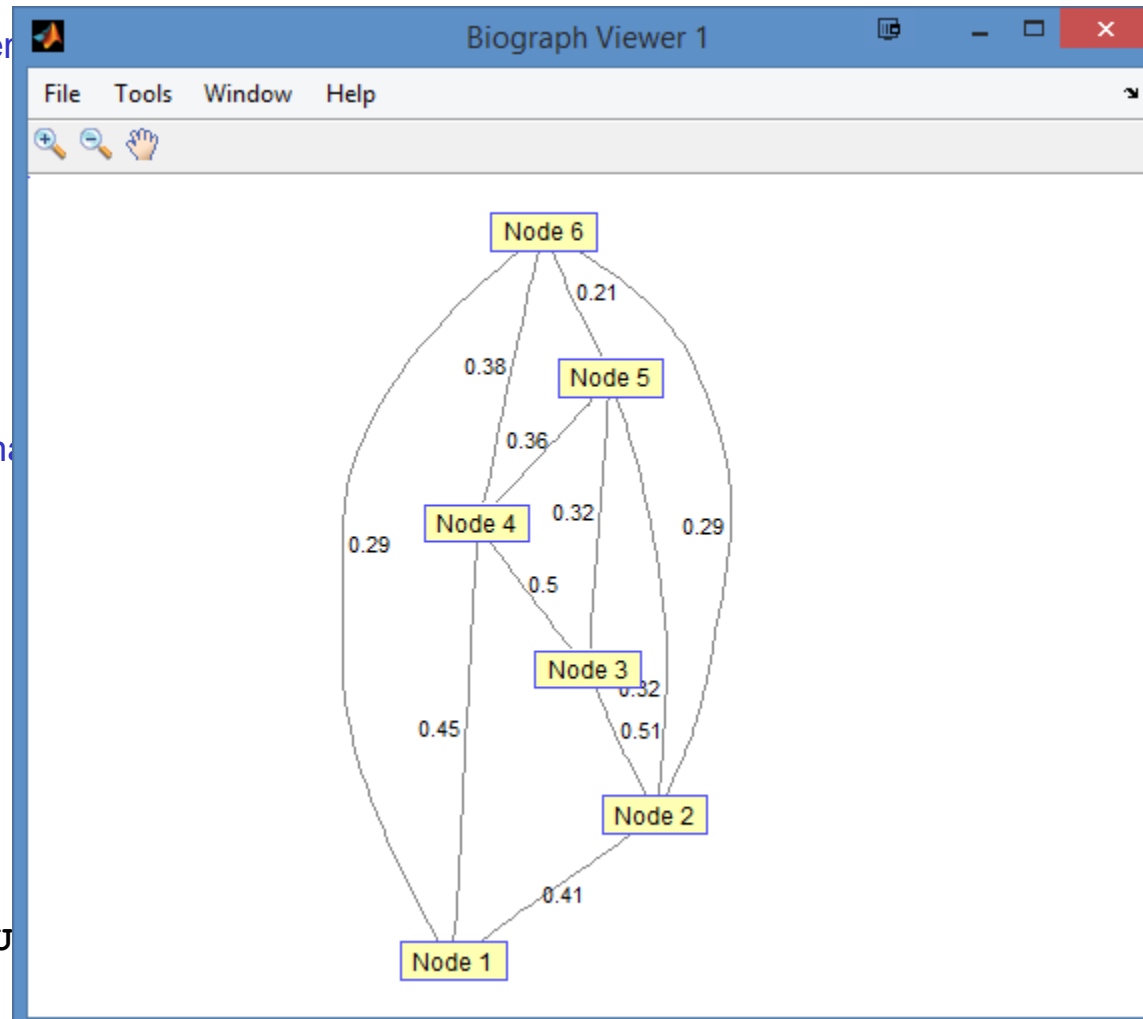 Biograph Viewer 1
File Tools Window Help
Node 6
0.21
0.38
Node 5
0.36
Node 4
0.32
0.29
0.29
0.5
Node 3
0.32
0.45
0.51
Node 2
0.41
Node 1